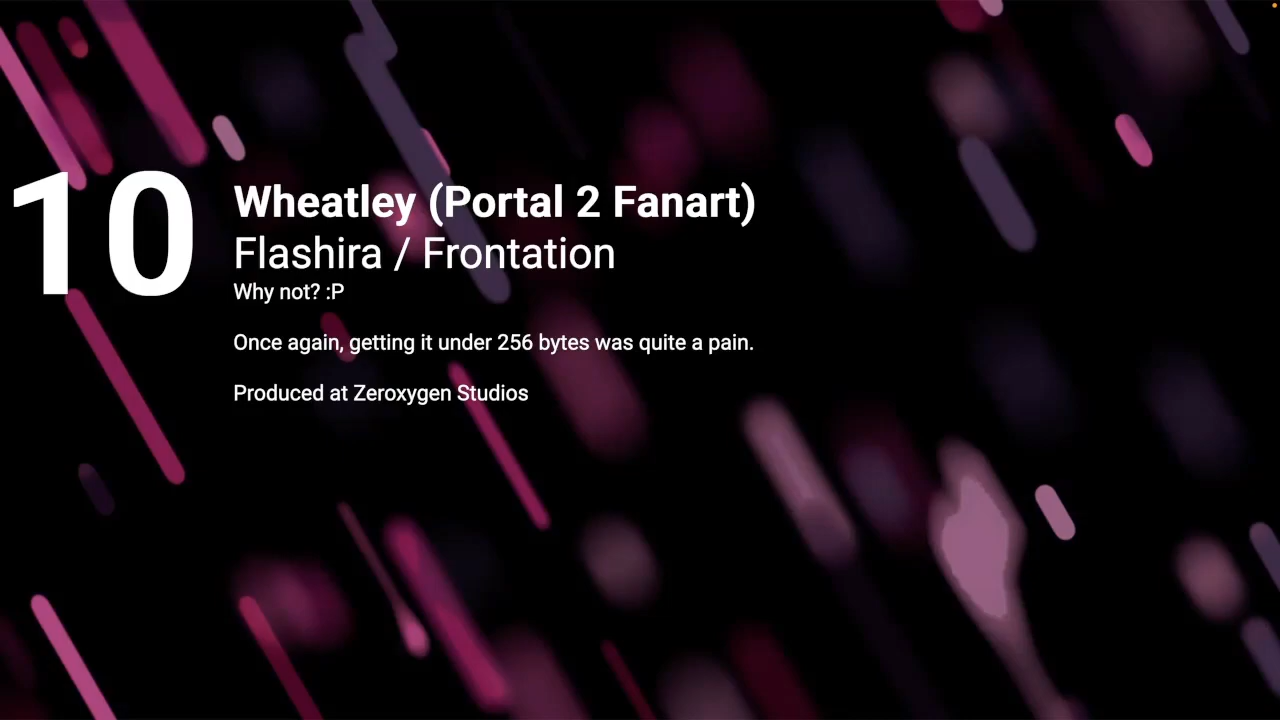 10
Wheatley (Portal 2 Fanart)
Flashira / Frontation
Why not? :P
Once again, getting it under 256 bytes was quite a pain.
Produced at Zeroxygen Studios